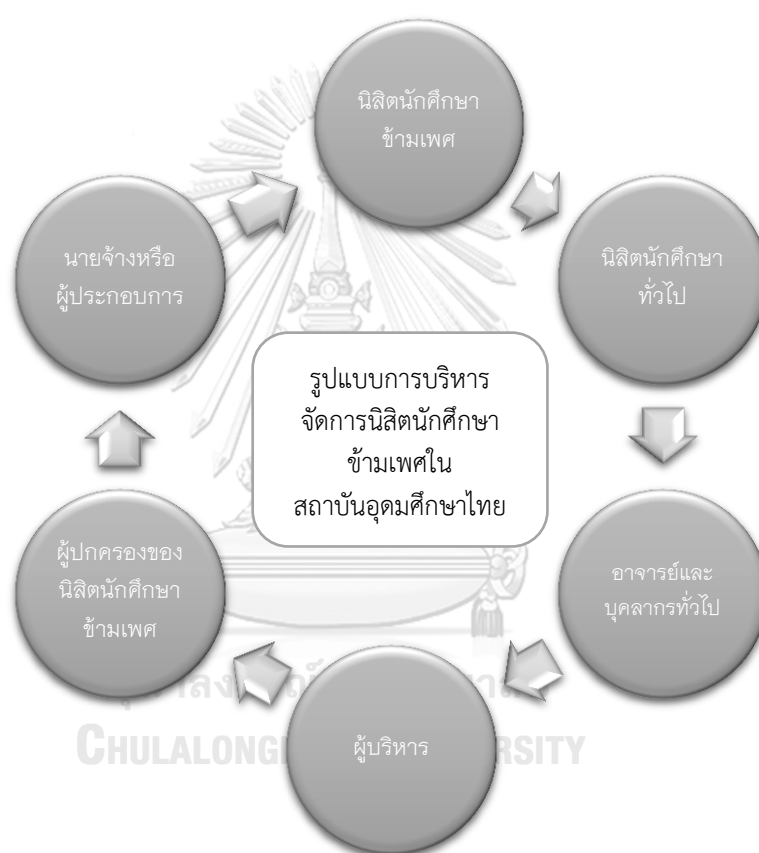 นิสิตนักศึกษา
ข้ามเพศ
นายจ้างหรือ
ผู้ประกอบการ
นิสิตนักศึกษา
ทั่วไป
รูปแบบการบริหาร
จัดการนิสิตนักศึกษา
ข้ามเพศใน
สถาบันอุดมศึกษาไทย
ผู้ปกครองของ
นิสิตนักศึกษา
ข้ามเพศ
อาจารย์และ
บุคลากรทั่วไป
ผู้บริหาร